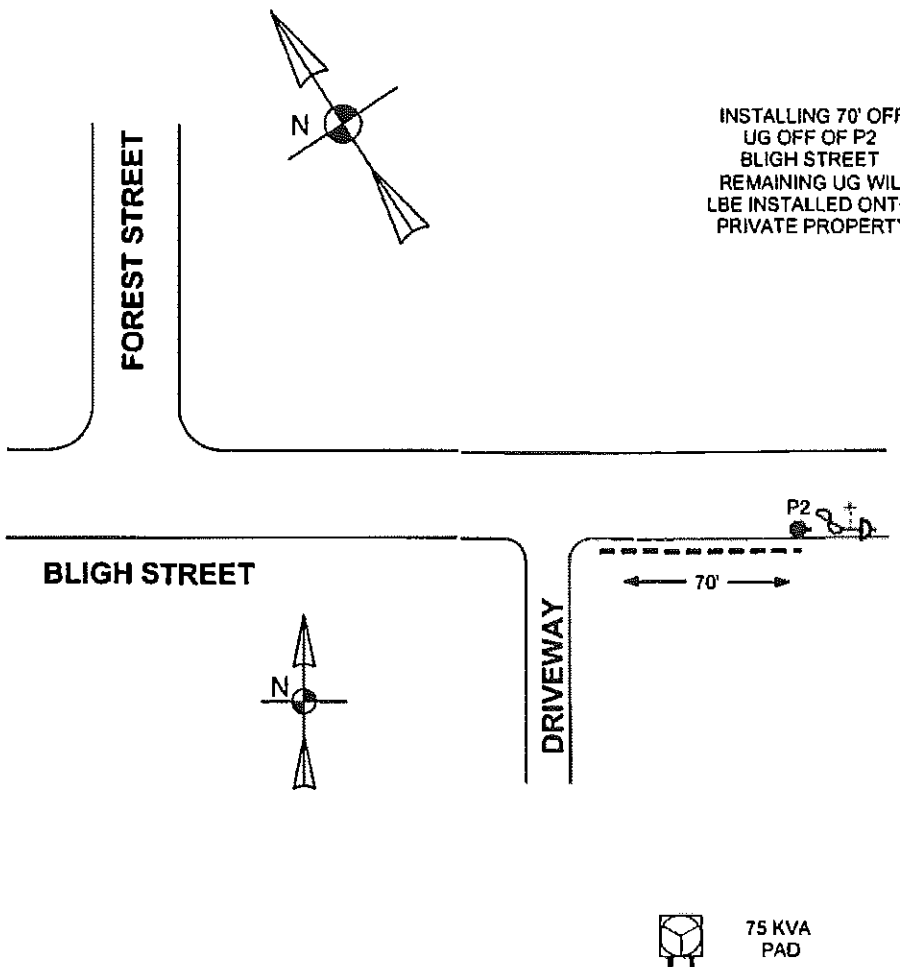 N
INSTALLING 70' OFF
UG OFF OF P2
BLIGH STREET
REMAINING UG WIL
LBE INSTALLED ONT
PRIVATE PROPERTY
FOREST STREET
P2
BLIGH STREET
70'
N
DRIVEWAY
75 KVA
PAD